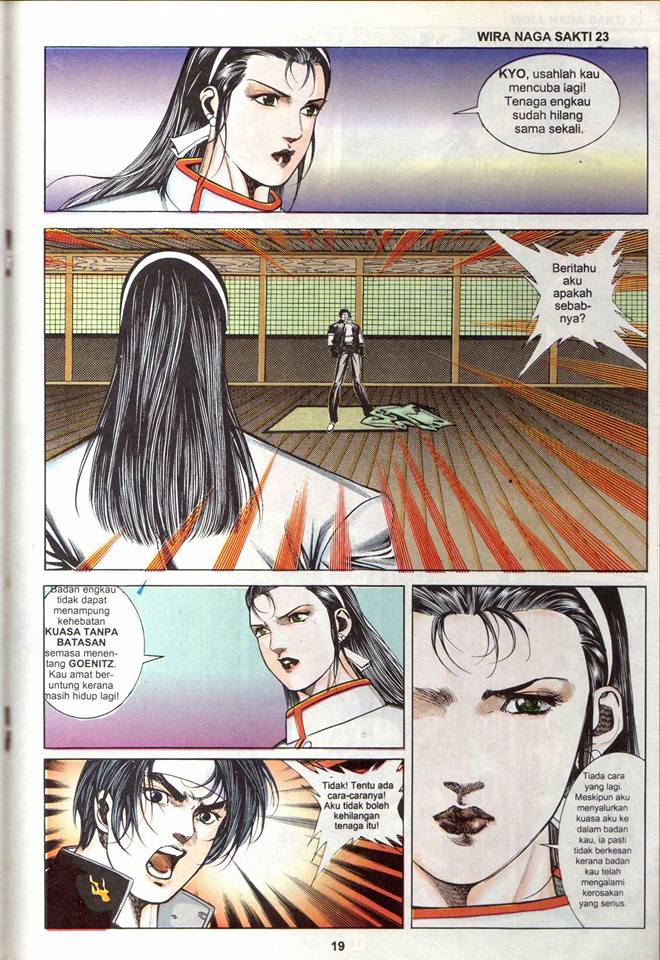 WIRA NAGA SAKTI 23
KYO, usahlah kau
mencuba lagi!
Tenaga engkau
sudah hilang
sama sekali.
Beritahu
aku
apakah
sebab-
nya?
Badan engkau
tidak dapat
menampung
kehebatan
KUASA TANPA
BATASAN
semasa menen-
tang GOENITZ.
Kau amat ber-
untung kerana
masih hidup lagi!
Tiada cara
yang lagi.
Meskipun aku
menyalurkan
kuasa aku ke
dalam badan
kau, ia pasti
tidak berkesan
kerana badan
kau telah
mengalami
kerosakan
yang serius.
Tidak! Tentu ada
cara-caranya!
Aku tidak boleh
kehilangan
tenaga itu!
19